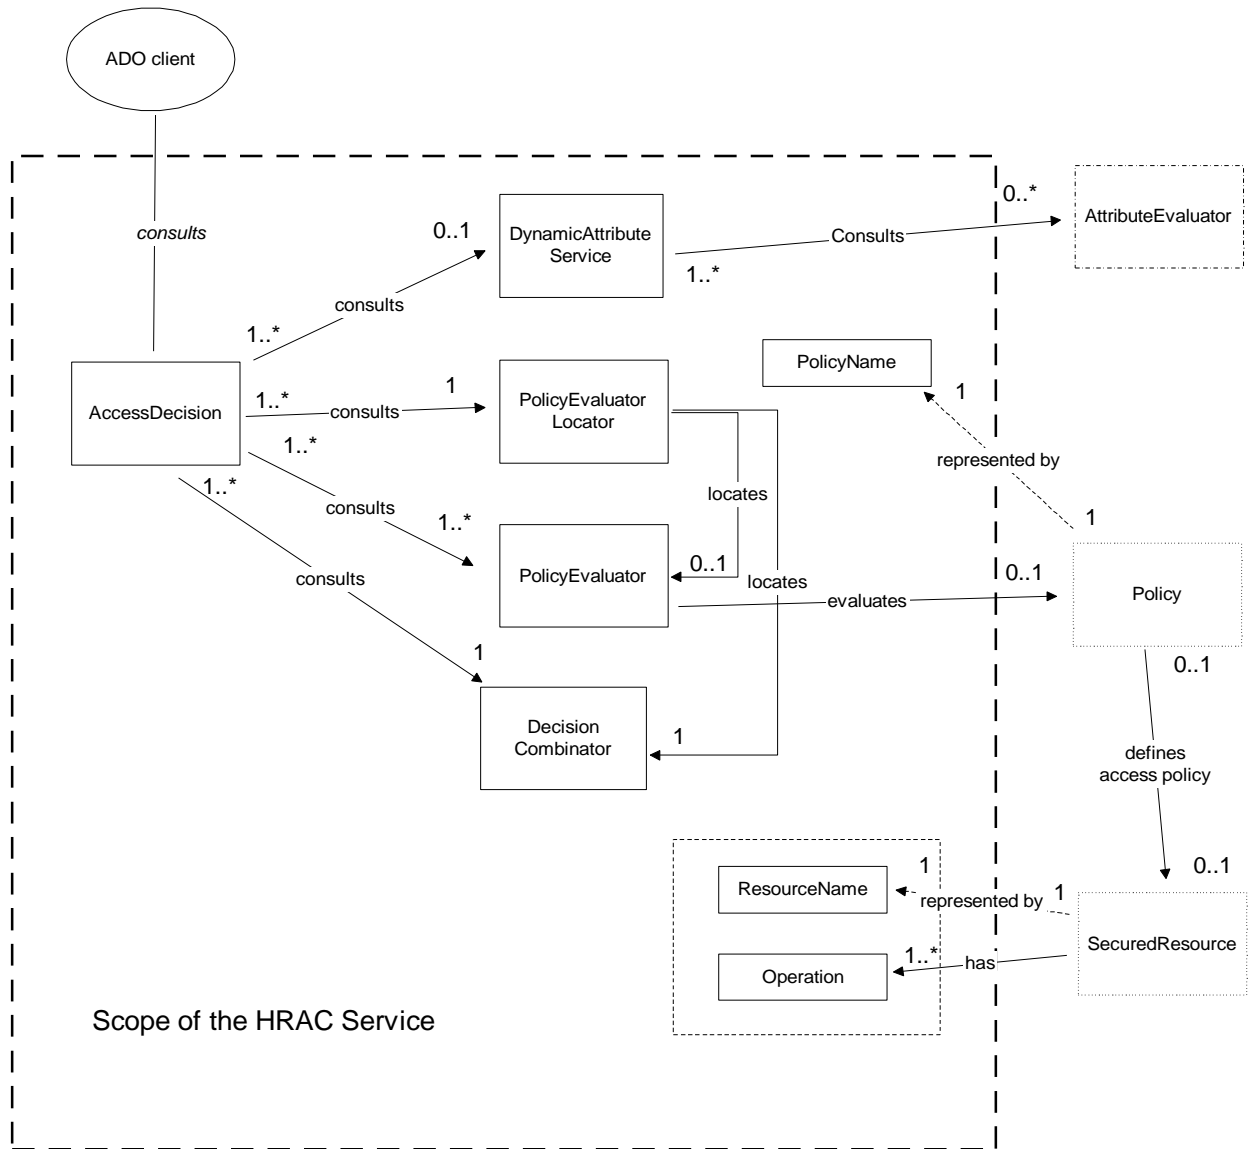 ADO client
consults
0..*
AttributeEvaluator
0..1
DynamicAttribute
Service
Consults
1..*
consults
1..*
PolicyName
1
AccessDecision
1..*
consults
1
PolicyEvaluator
Locator
1..*
represented by
locates
consults
1..*
1
1..*
PolicyEvaluator
0..1
consults
locates
0..1
evaluates
Policy
1
0..1
Decision
Combinator
1
defines
access policy
0..1
ResourceName
1
represented by
1
SecuredResource
1..*
has
Operation
Scope of the HRAC Service